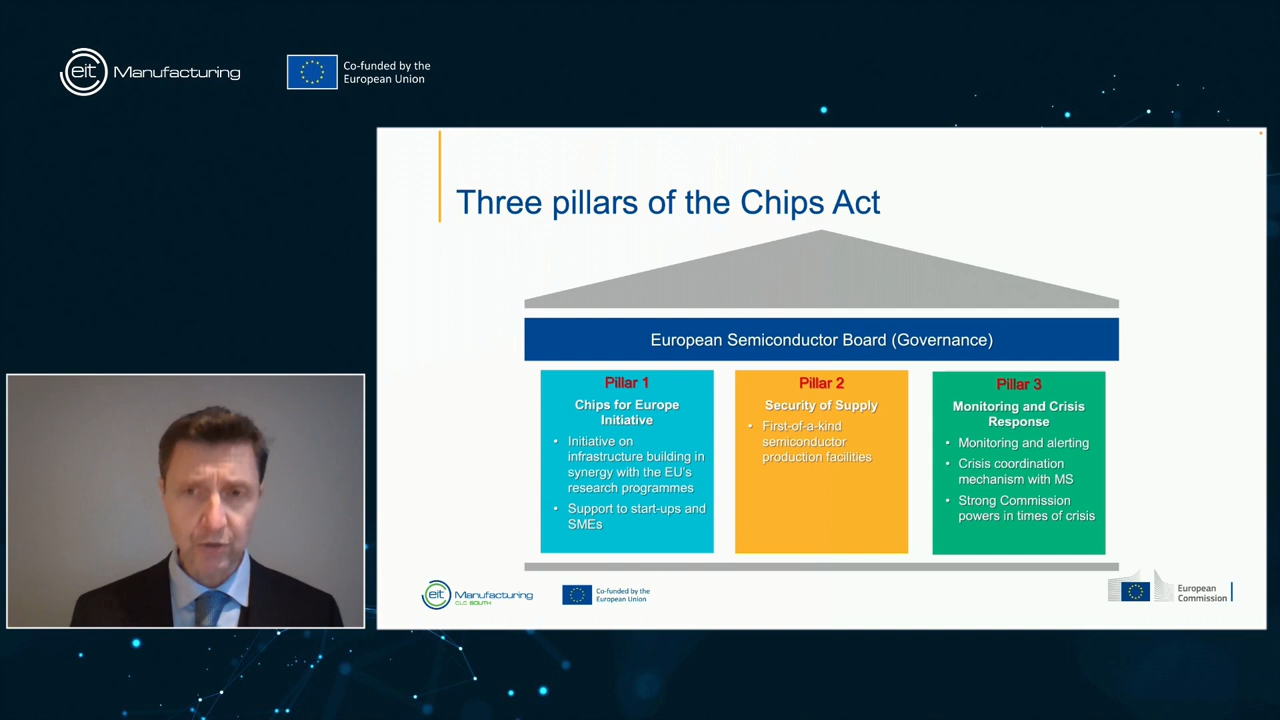 eit Manufacturing
Co-funded by the
European Union
Three pillars of the Chips Act
European Semiconductor Board (Governance)
Pillar 1
Chips for Europe
Initiative
• Initiative on
infrastructure building in
synergy with the EU's
research programmes
• Support to start-ups and
SMEs
Pillar 2
Security of Supply
• First-of-a-kind
semiconductor
production facilities
Pillar 3
Monitoring and Crisis
Response
• Monitoring and alerting
• Crisis coordination
mechanism with MS
• Strong Commission
powers in times of crisis
eit Manufacturing
CLC SOUTH
Co-funded by the
European Union
European
Commission